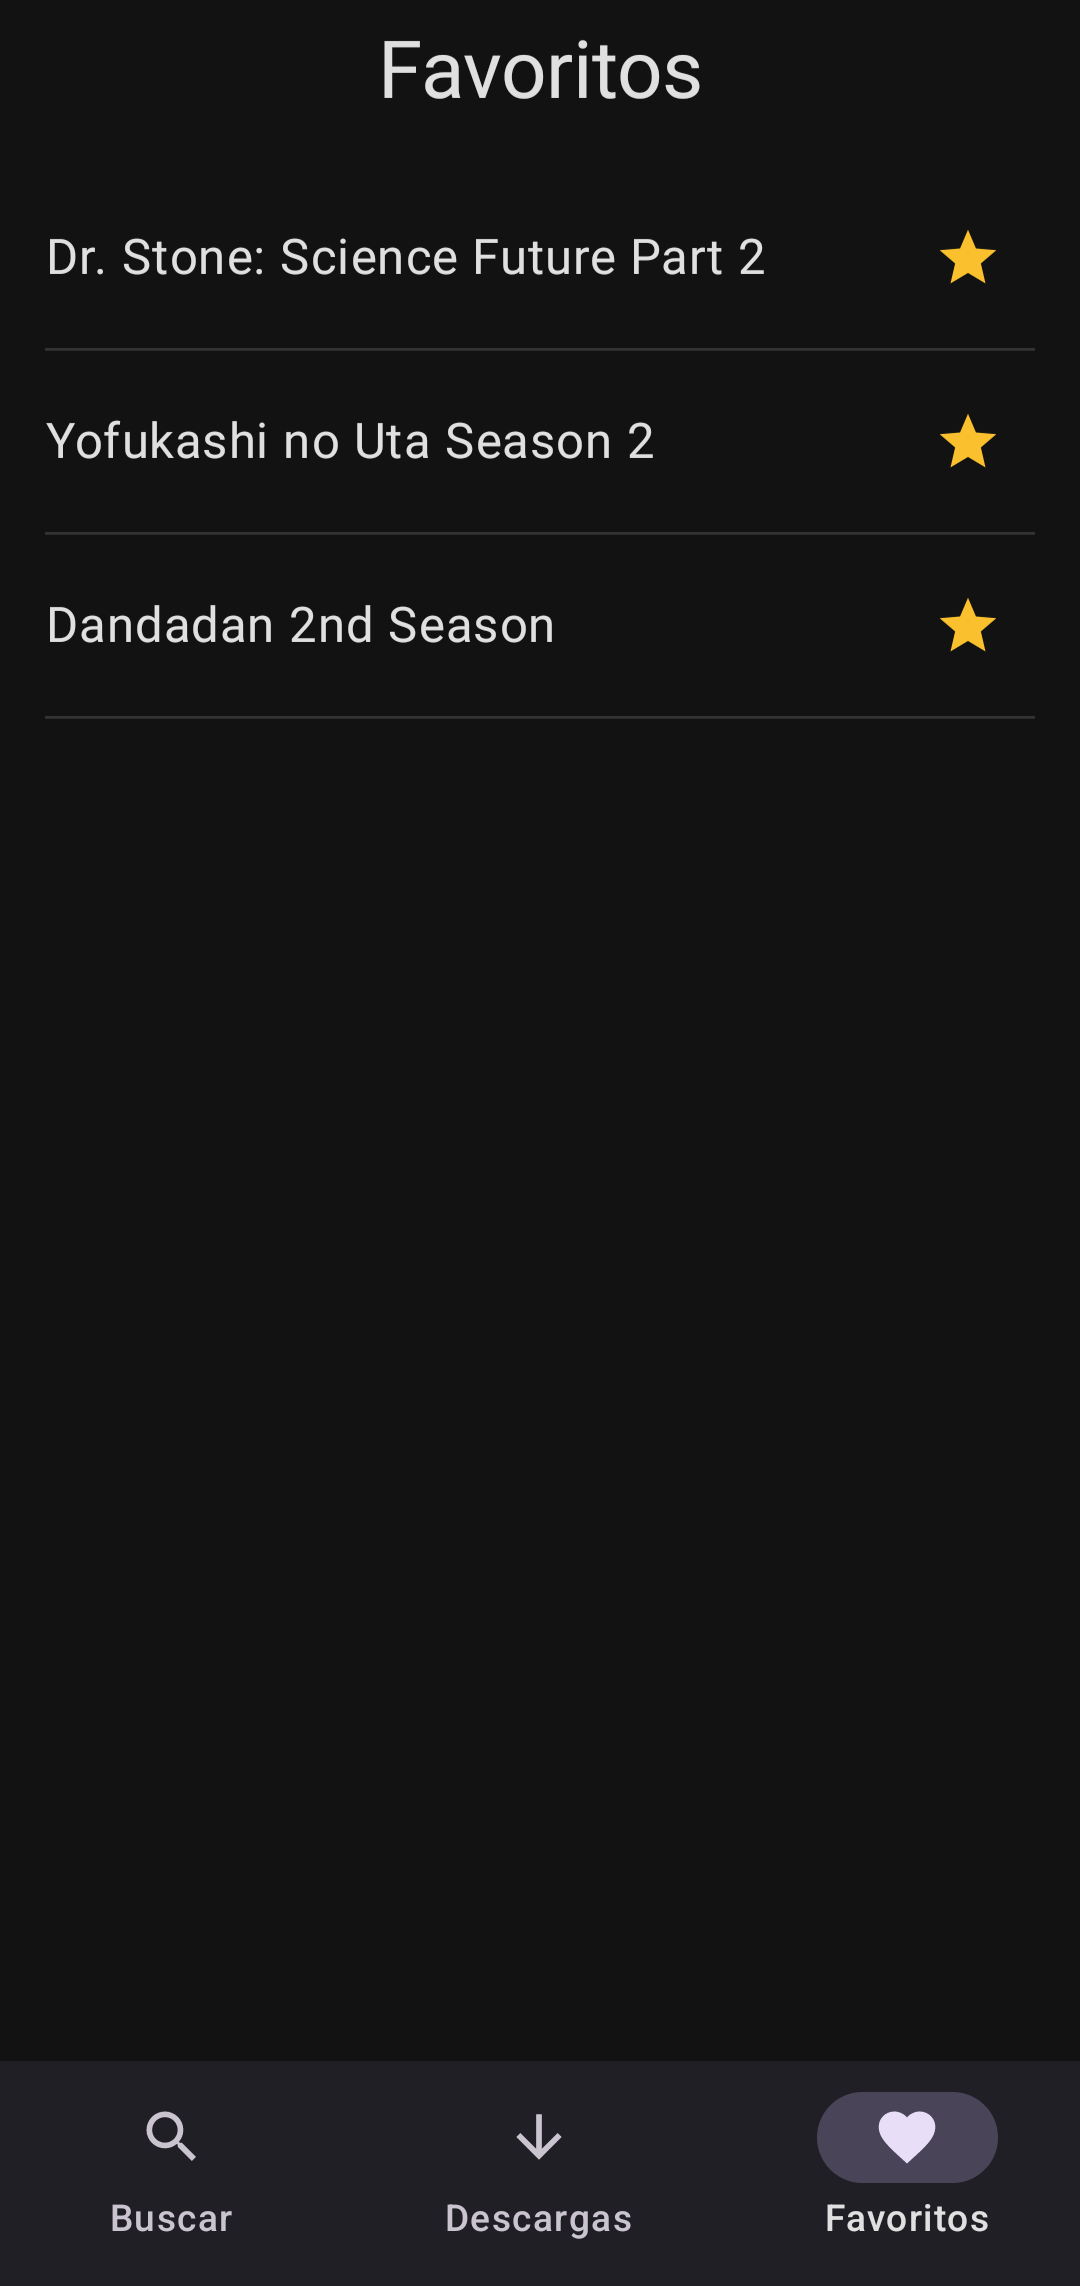 Favoritos
Dr. Stone: Science Future Part 2
Yofukashi no Uta Season 2
Dandadan 2nd Season
Buscar
Descargas
Favoritos